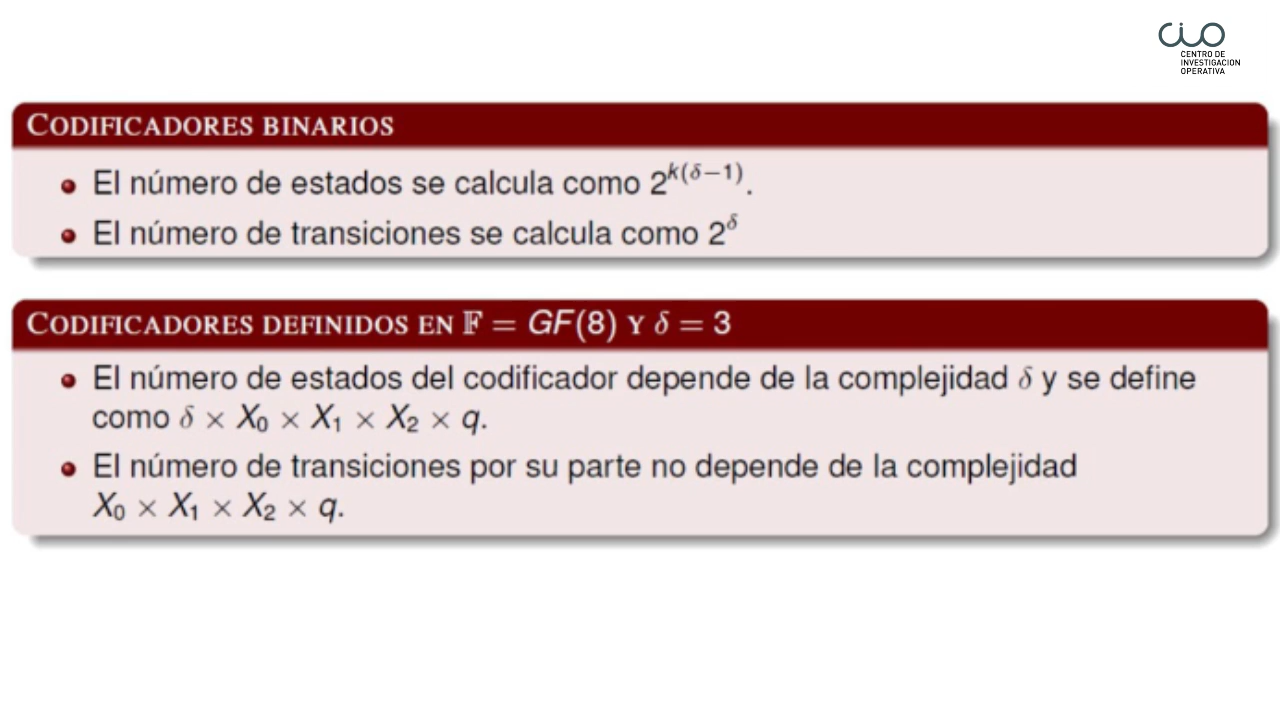 CIO
CENTRO DE
INVESTIGACION
OPERATIVA
CODIFICADORES BINARIOS
El número de estados se calcula como 2^{k(δ−1)}.
El número de transiciones se calcula como 2^δ
CODIFICADORES DEFINIDOS EN 𝔽 = GF(8) Y δ = 3
El número de estados del codificador depende de la complejidad δ y se define
como δ × X₀ × X₁ × X₂ × q.
El número de transiciones por su parte no depende de la complejidad
X₀ × X₁ × X₂ × q.